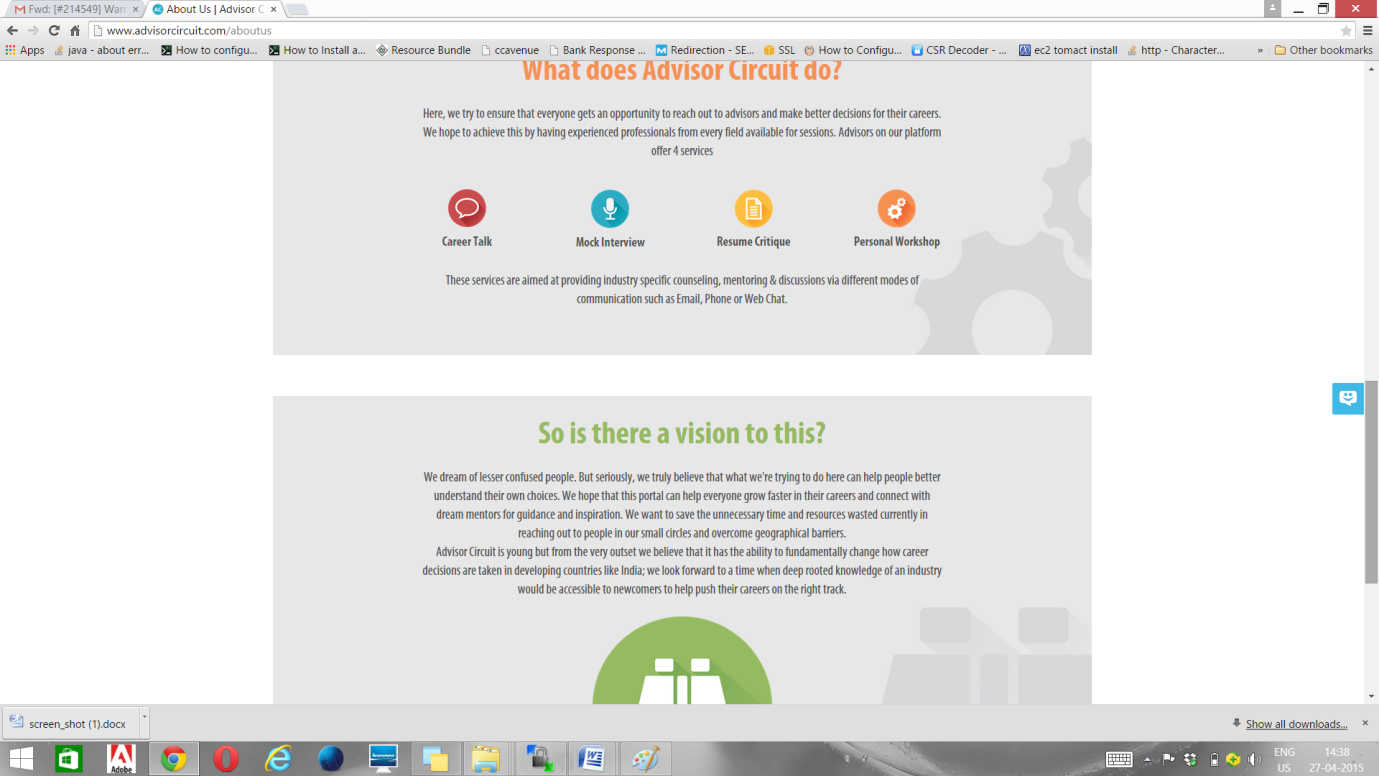 Fwd: [#214549] Wan
About Us | Advisor C
www.advisorcircuit.com/aboutus
Apps java - about err... How to configu... How to Install a... Resource Bundle ccavenue Bank Response ... Redirection - SE... SSL How to Configu... CSR Decoder - ... ec2 tomact install http - Character... » Other bookmarks
What does Advisor Circuit do?
Here, we try to ensure that everyone gets an opportunity to reach out to advisors and make better decisions for their careers.
We hope to achieve this by having experienced professionals from every field available for sessions. Advisors on our platform
offer 4 services
Career Talk Mock Interview Resume Critique Personal Workshop
These services are aimed at providing industry specific counseling, mentoring & discussions via different modes of
communication such as Email, Phone or Web Chat.
So is there a vision to this?
We dream of lesser confused people. But seriously, we truly believe that what we're trying to do here can help people better
understand their own choices. We hope that this portal can help everyone grow faster in their careers and connect with
dream mentors for guidance and inspiration. We want to save the unnecessary time and resources wasted currently in
reaching out to people in our small circles and overcome geographical barriers.
Advisor Circuit is young but from the very outset we believe that it has the ability to fundamentally change how career
decisions are taken in developing countries like India; we look forward to a time when deep rooted knowledge of an industry
would be accessible to newcomers to help push their careers on the right track.
screen_shot (1).docx
Show all downloads...
Adobe
ENG 14:38
US 27-04-2015